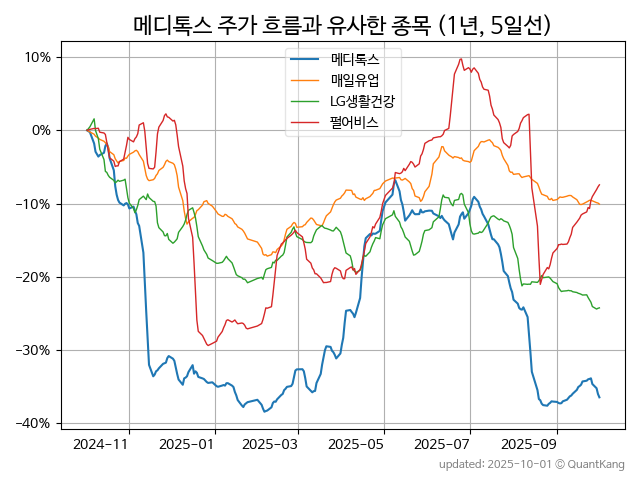 메디톡스 주가 흐름과 유사한 종목 (1년, 5일선)
메디톡스
매일유업
LG생활건강
펄어비스
10%
0%
−10%
−20%
−30%
−40%
2024-11
2025-01
2025-03
2025-05
2025-07
2025-09
updated: 2025-10-01 © QuantKang